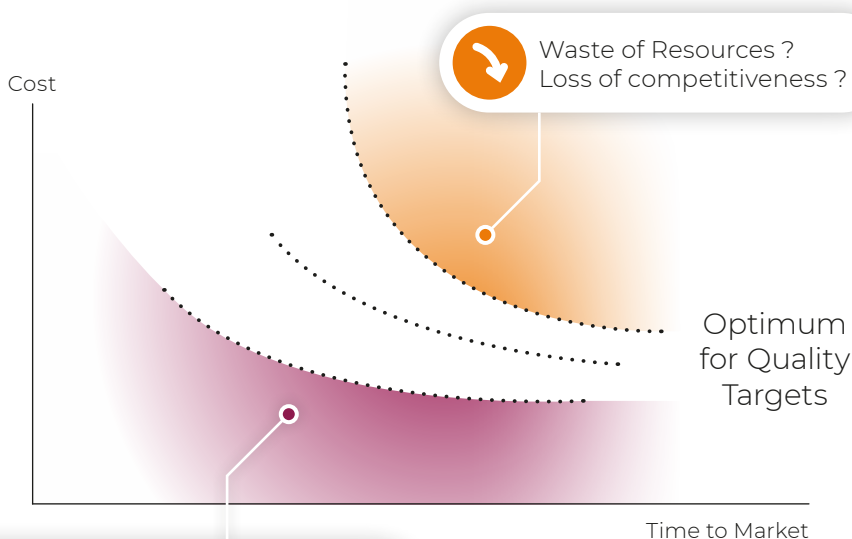 Waste of Resources ?
Loss of competitiveness ?
Cost
Optimum
for Quality
Targets
Time to Market